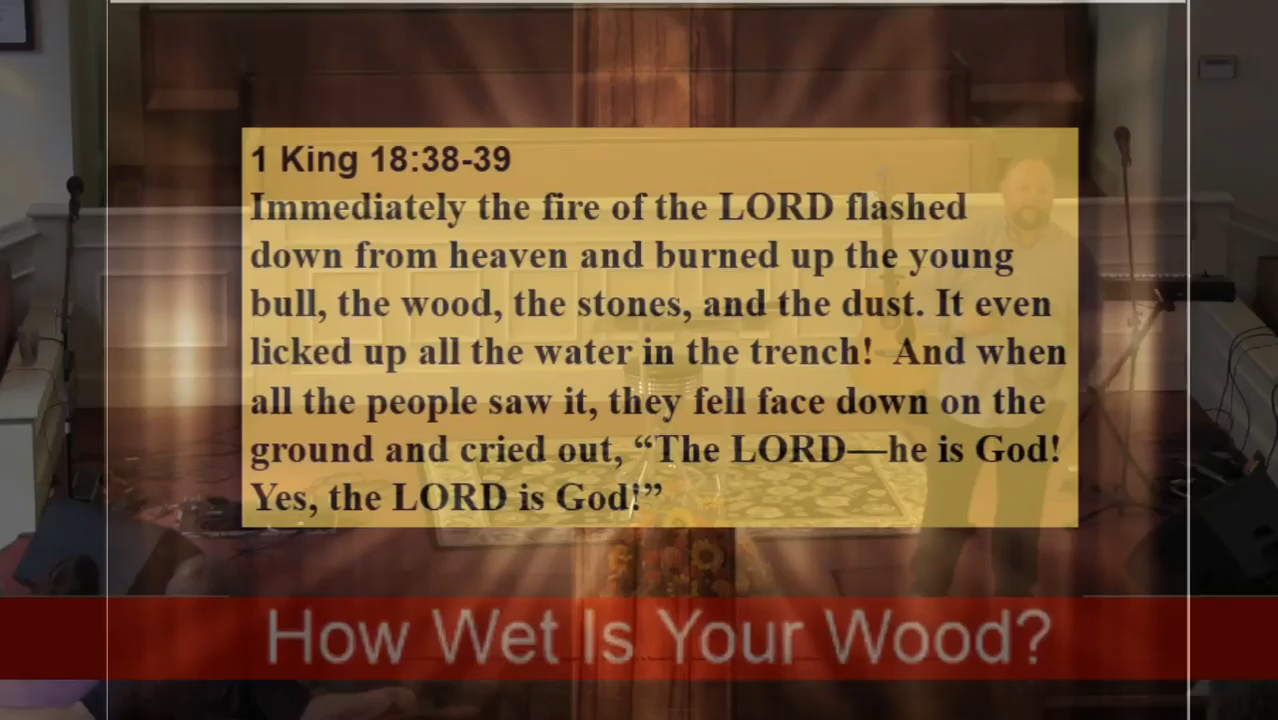 1 King 18:38-39
Immediately the fire of the LORD flashed
down from heaven and burned up the young
bull, the wood, the stones, and the dust. It even
licked up all the water in the trench!  And when
all the people saw it, they fell face down on the
ground and cried out, “The LORD—he is God!
Yes, the LORD is God!”
How Wet Is Your Wood?